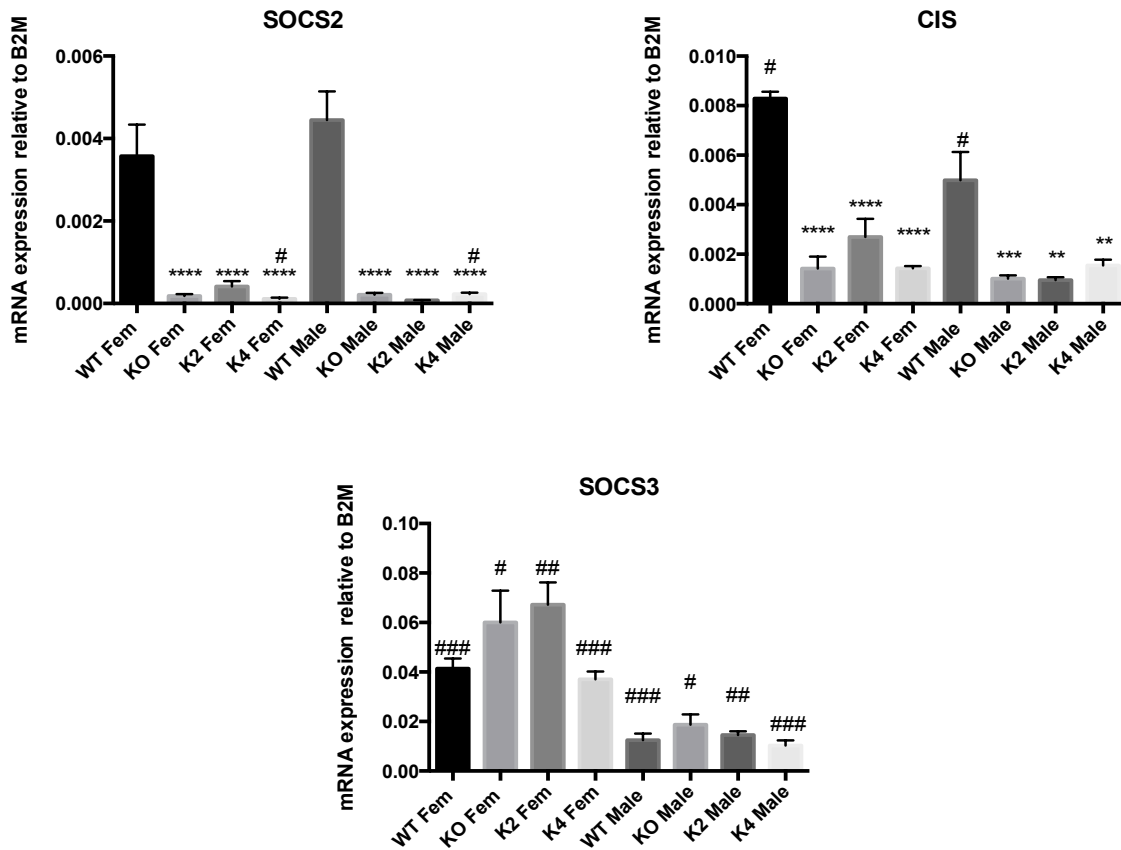 SOCS2
mRNA expression relative to B2M
0.006
0.004
0.002
0.000
#
#
**** **** **** **** **** ****
WT Fem
KO Fem
K2 Fem
K4 Fem
WT Male
KO Male
K2 Male
K4 Male
CIS
mRNA expression relative to B2M
0.010
0.008
0.006
0.004
0.002
0.000
#
#
****
**** ****
*** ** **
WT Fem
KO Fem
K2 Fem
K4 Fem
WT Male
KO Male
K2 Male
K4 Male
SOCS3
mRNA expression relative to B2M
0.10
0.08
0.06
0.04
0.02
0.00
# ##
### ###
### # ##
###
WT Fem
KO Fem
K2 Fem
K4 Fem
WT Male
KO Male
K2 Male
K4 Male